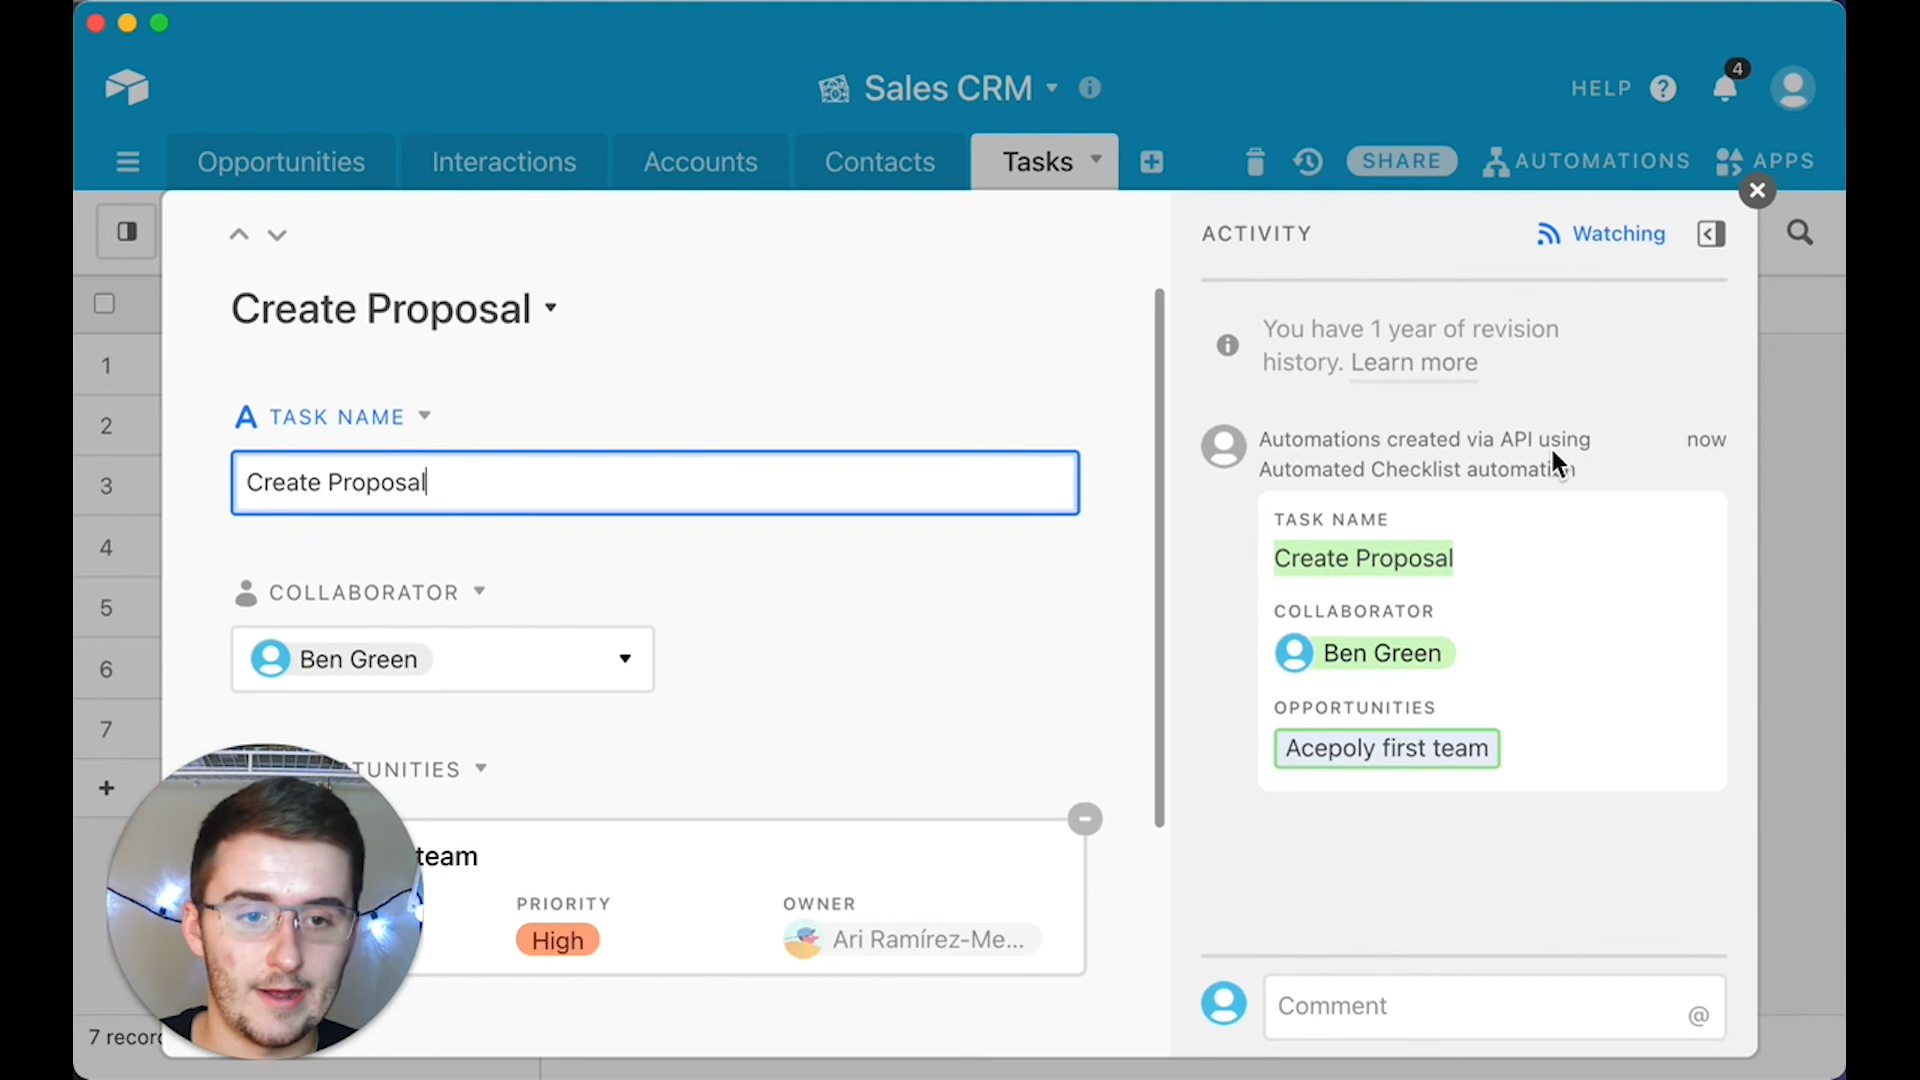 Sales CRM
HELP
4
Opportunities
Interactions
Accounts
Contacts
Tasks
SHARE
AUTOMATIONS
APPS
Create Proposal
TASK NAME
Create Proposal
COLLABORATOR
Ben Green
TUNITIES
team
PRIORITY
High
OWNER
Ari Ramírez-Me...
1
2
3
4
5
6
7
+
7 recor
ACTIVITY
Watching
You have 1 year of revision
history. Learn more
Automations created via API using
Automated Checklist automation
now
TASK NAME
Create Proposal
COLLABORATOR
Ben Green
OPPORTUNITIES
Acepoly first team
Comment
@